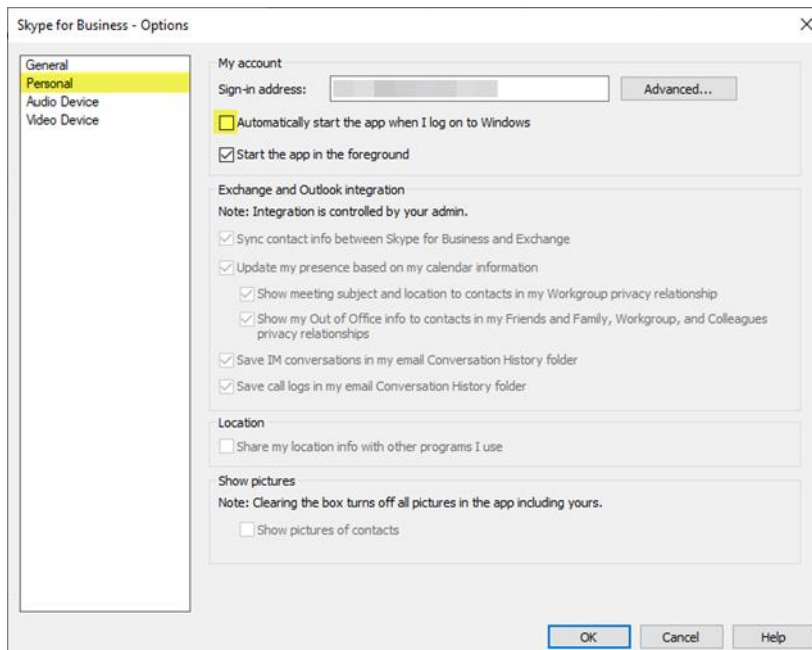 Skype for Business - Options
General
Personal
Audio Device
Video Device
My account
Sign-in address:
Advanced...
Automatically start the app when I log on to Windows
Start the app in the foreground
Exchange and Outlook integration
Note: Integration is controlled by your admin.
Sync contact info between Skype for Business and Exchange
Update my presence based on my calendar information
Show meeting subject and location to contacts in my Workgroup privacy relationship
Show my Out of Office info to contacts in my Friends and Family, Workgroup, and Colleagues
privacy relationships
Save IM conversations in my email Conversation History folder
Save call logs in my email Conversation History folder
Location
Share my location info with other programs I use
Show pictures
Note: Clearing the box turns off all pictures in the app including yours.
Show pictures of contacts
OK
Cancel
Help